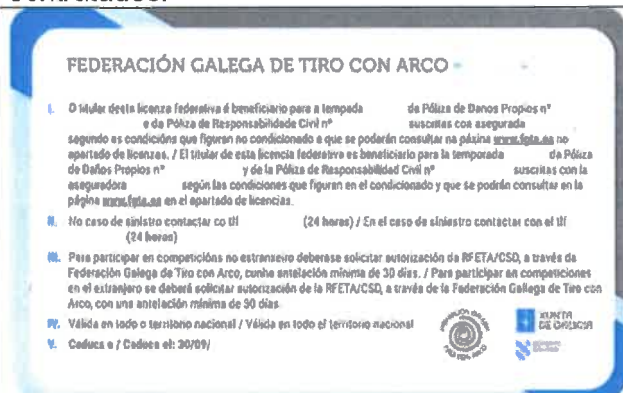 FEDERACIÓN GALEGA DE TIRO CON ARCO
I. O titular desta licenza federativa é beneficiario para a tempada da Póliza de Danos Propios nº
e da Póliza de Responsabilidade Civil nº suscritas con asegurada
segundo as condicións que figuran no condicionado e que se poderán consultar na páxina www.fgta.es no
apartado de licenzas. / El titular de esta licencia federativa es beneficiario para la temporada da Póliza
de Daños Propios nº y de la Póliza de Responsabilidad Civil nº suscritas con la
aseguradora según las condiciones que figuren en el condicionado y que se podrán consultar en la
página www.fgta.es en el apartado de licencias.
II. No caso de sinistro contactar co tlf (24 horas) / En el caso de siniestro contactar con el tlf
(24 horas)
III. Para participar en competicións no estranxeiro deberase solicitar autorización da RFETA/CSD, a través da
Federación Galega de Tiro con Arco, cunha antelación mínima de 30 días. / Para participar en competiciones
en el extranjero se deberá solicitar autorización de la RFETA/CSD, a través de la Federación Gallega de Tiro con
Arco, con una antelación mínima de 30 días
IV. Válida en todo o territorio nacional / Válida en todo el territorio nacional
V. Caduca o / Caduca el: 30/09/
XUNTA
DE GALICIA